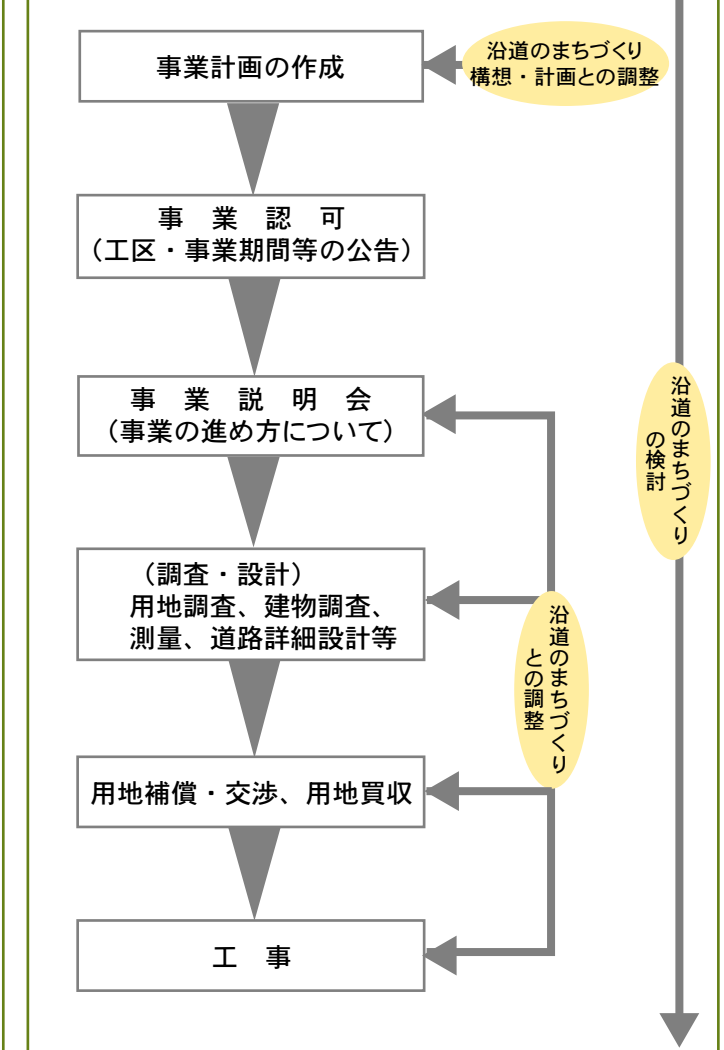 事業計画の作成
沿道のまちづくり
構想・計画との調整
事　業　認　可
（工区・事業期間等の公告）
事　業　説　明　会
（事業の進め方について）
沿道のまちづくり
の検討
（調査・設計）
用地調査、建物調査、
測量、道路詳細設計等
沿道のまちづくり
との調整
用地補償・交渉、用地買収
工　事